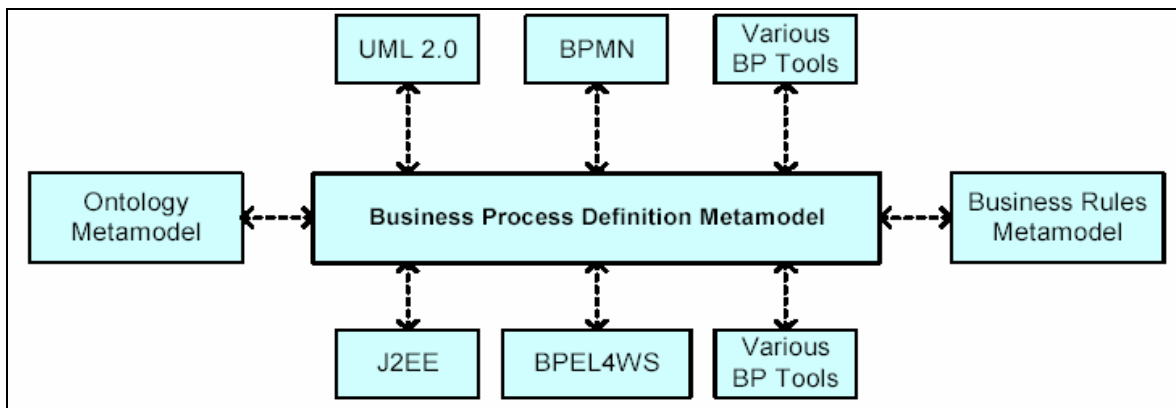 UML 2.0
BPMN
Various
BP Tools
Ontology
Metamodel
Business Process Definition Metamodel
Business Rules
Metamodel
J2EE
BPEL4WS
Various
BP Tools